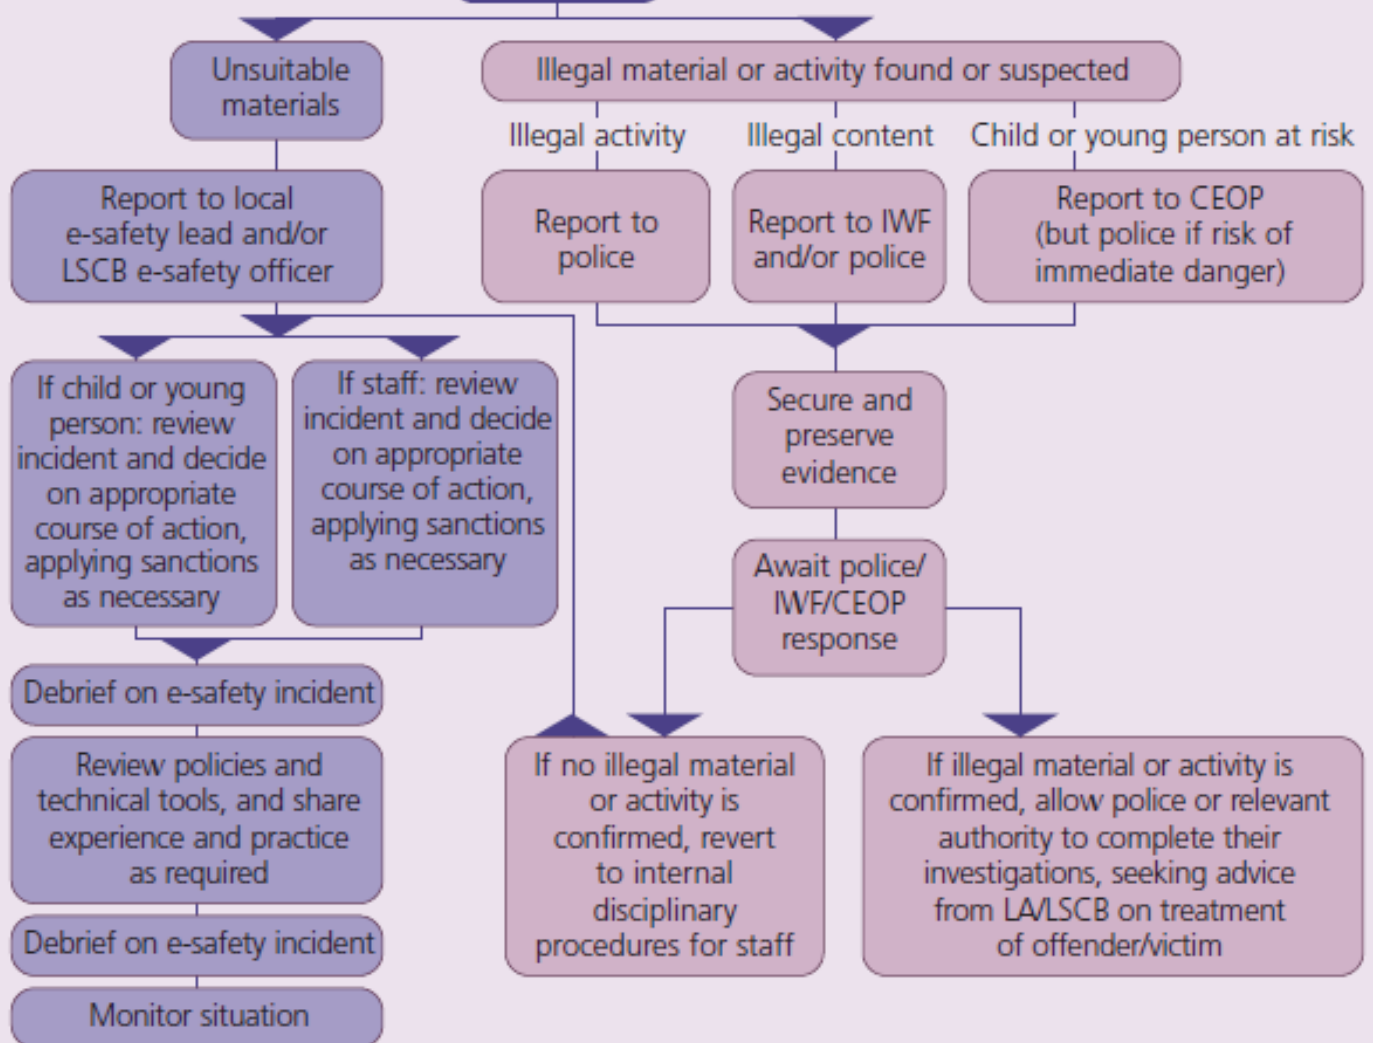 Unsuitable
materials
Illegal material or activity found or suspected
Illegal activity
Illegal content
Child or young person at risk
Report to local
e-safety lead and/or
LSCB e-safety officer
Report to
police
Report to IWF
and/or police
Report to CEOP
(but police if risk of
immediate danger)
If child or young
person: review
incident and decide
on appropriate
course of action,
applying sanctions
as necessary
If staff: review
incident and decide
on appropriate
course of action,
applying sanctions
as necessary
Secure and
preserve
evidence
Await police/
IWF/CEOP
response
Debrief on e-safety incident
Review policies and
technical tools, and share
experience and practice
as required
Debrief on e-safety incident
Monitor situation
If no illegal material
or activity is
confirmed, revert
to internal
disciplinary
procedures for staff
If illegal material or activity is
confirmed, allow police or relevant
authority to complete their
investigations, seeking advice
from LA/LSCB on treatment
of offender/victim